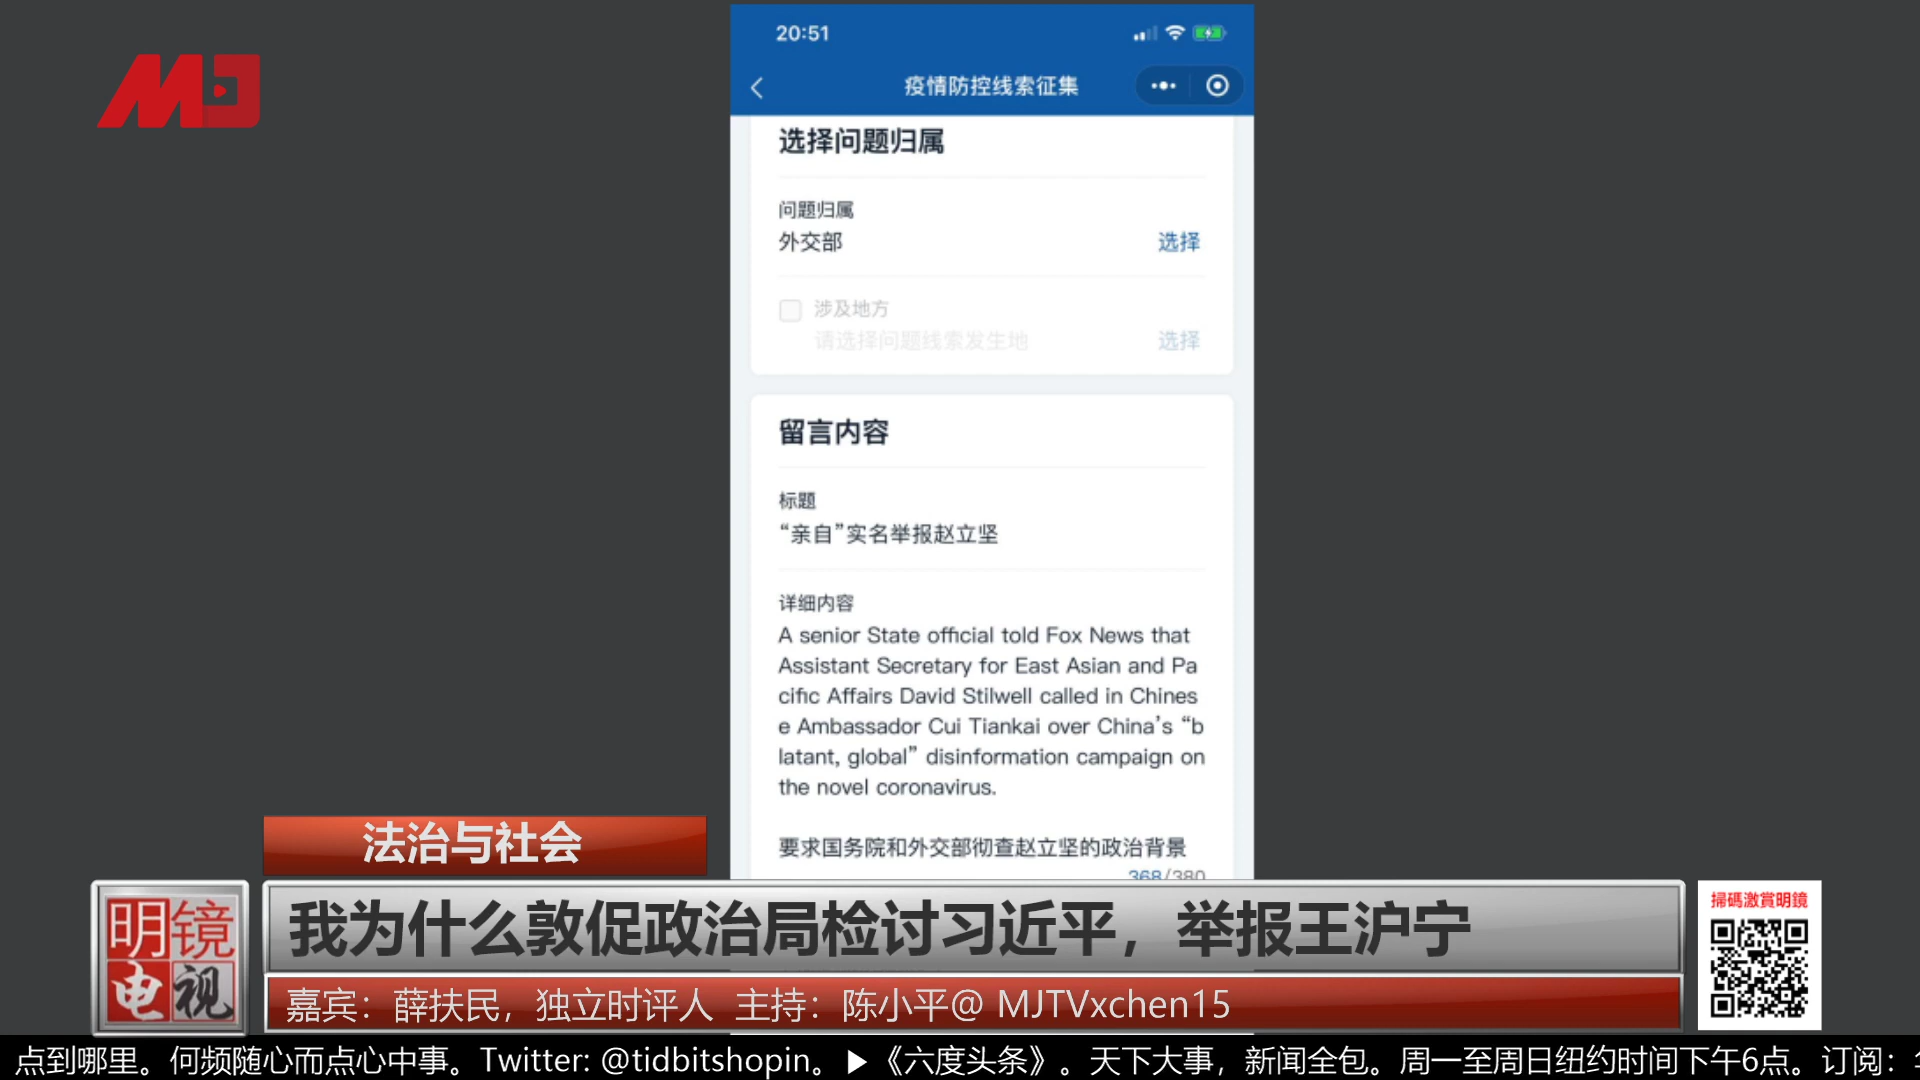 MJ
20:51
疫情防控线索征集
选择问题归属
问题归属
外交部
选择
涉及地方
请选择问题线索发生地
选择
留言内容
标题
“亲自”实名举报赵立坚
详细内容
A senior State official told Fox News that
Assistant Secretary for East Asian and Pa
cific Affairs David Stilwell called in Chines
e Ambassador Cui Tiankai over China’s “b
latant, global” disinformation campaign on
the novel coronavirus.
要求国务院和外交部彻查赵立坚的政治背景
368/380
法治与社会
明镜
电视
我为什么敦促政治局检讨习近平，举报王沪宁
嘉宾：薛扶民，独立时评人 主持：陈小平@ MJTVxchen15
掃碼激賞明鏡
点到哪里。何频随心而点心中事。Twitter: @tidbitshopin。▶《六度头条》。天下大事，新闻全包。周一至周日纽约时间下午6点。订阅：